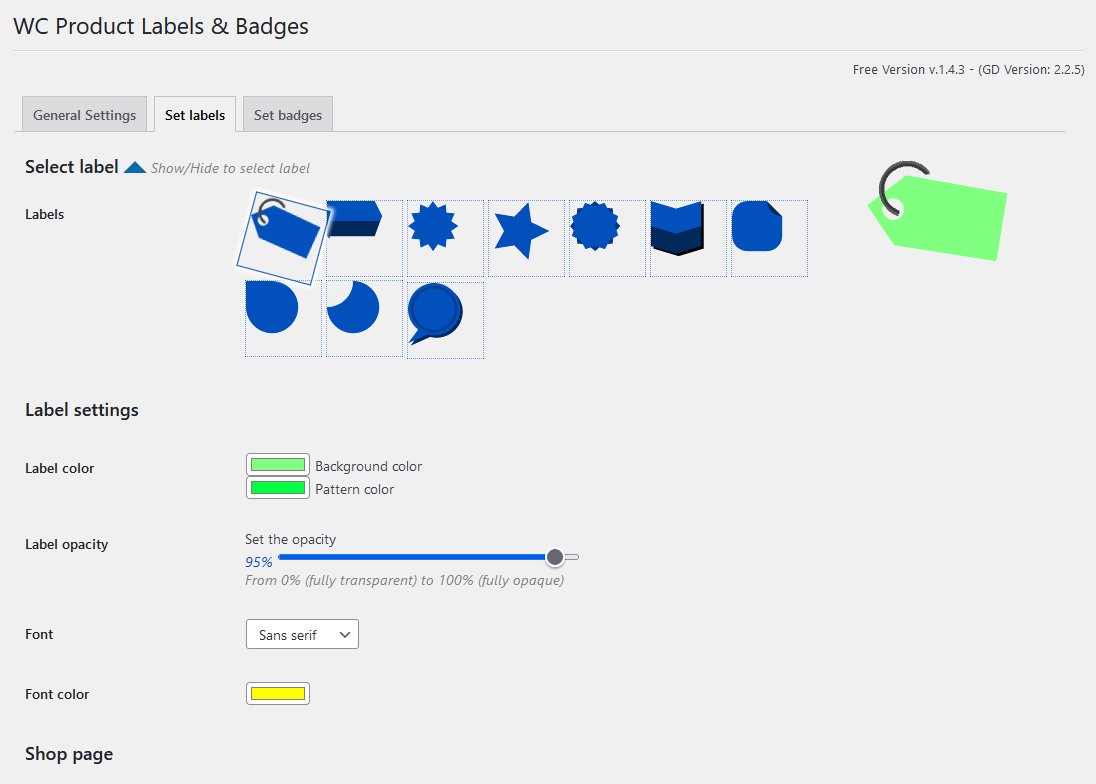 WC Product Labels & Badges
Free Version v.1.4.3 - (GD Version: 2.2.5)
General Settings
Set labels
Set badges
Select label Show/Hide to select label
Labels
Label settings
Label color
Background color
Pattern color
Label opacity
Set the opacity
95%
From 0% (fully transparent) to 100% (fully opaque)
Font
Sans serif
Font color
Shop page